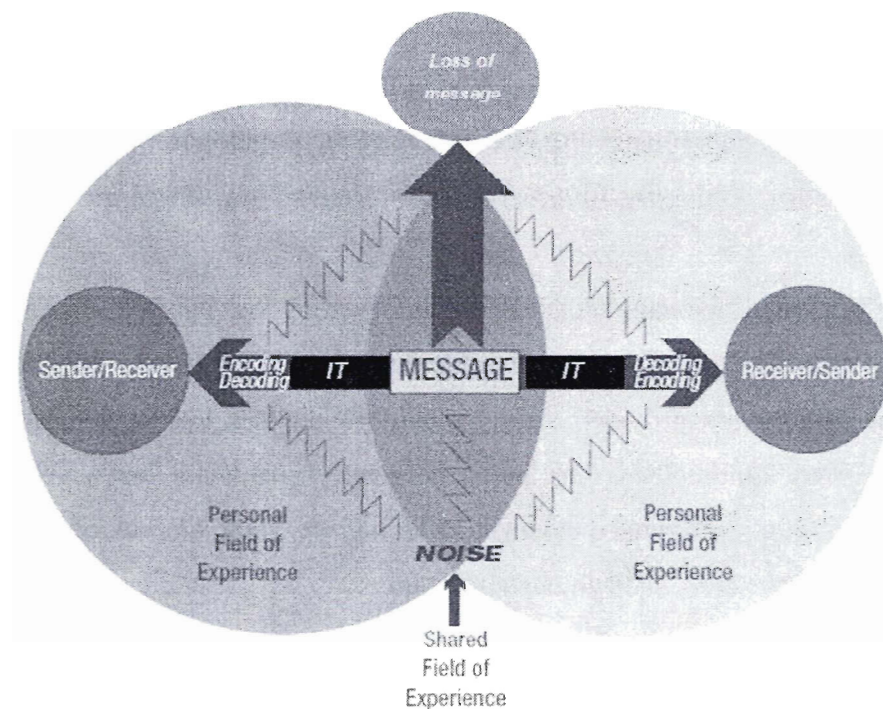 Loss of
message
Sender/Receiver
Encoding
Decoding
IT
MESSAGE
IT
Decoding
Encoding
Receiver/Sender
Personal
Field of
Experience
Personal
Field of
Experience
NOISE
Shared
Field of
Experience